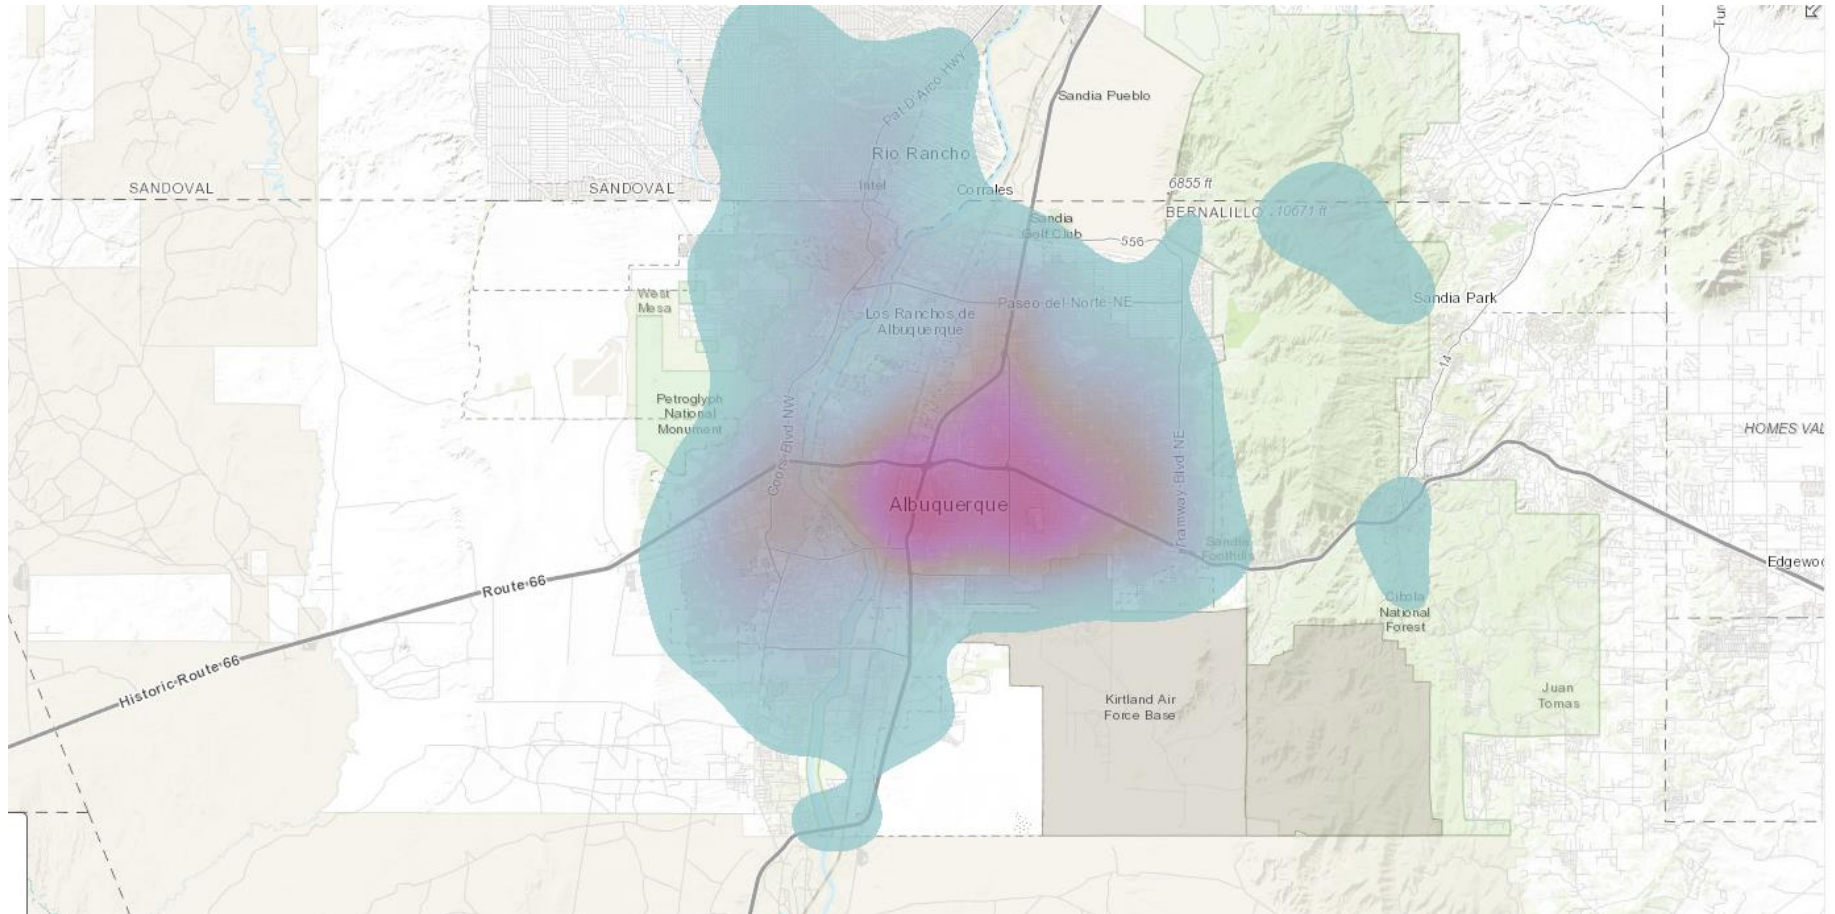 Sandia Pueblo
Pat-D'Arco-Hwy
Rio Rancho
SANDOVAL
SANDOVAL
Intel
Corrales
6855 ft
BERNALILLO
10671 ft
Sandia
Golf Club
556
West
Mesa
Paseo-del-Norte-NE
Sandia Park
Los Ranchos de
Albuquerque
14
Petroglyph
National
Monument
Coors-Blvd-NW
HOMES VAL
Tramway-Blvd-NE
Albuquerque
Sandia
Foothills
Route-66
Edgewoo
Cibola
National
Forest
Historic-Route-66
Kirtland Air
Force Base
Juan
Tomas